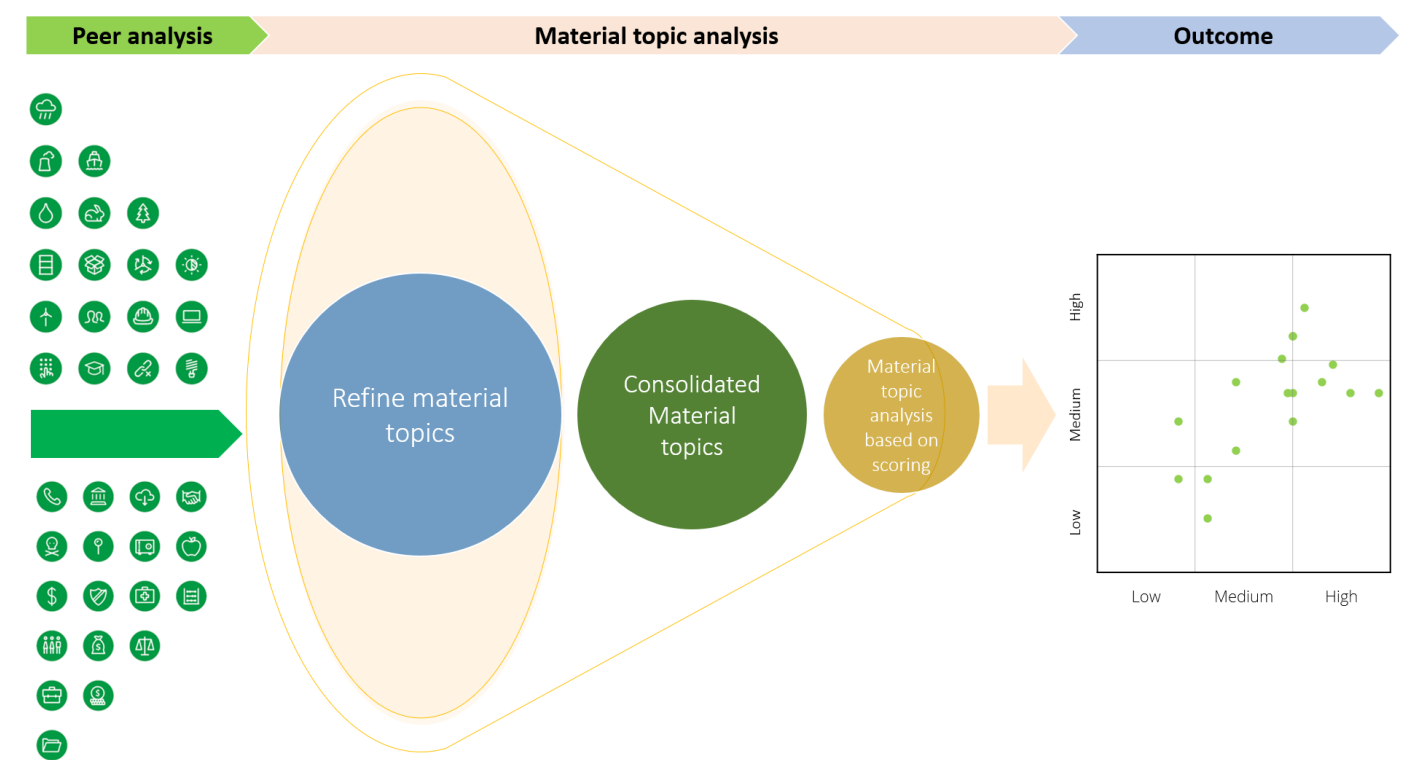 Peer analysis
Material topic analysis
Outcome
Refine material
topics
Consolidated
Material
topics
Material
topic
analysis
based on
scoring
High
Medium
Low
Low
Medium
High